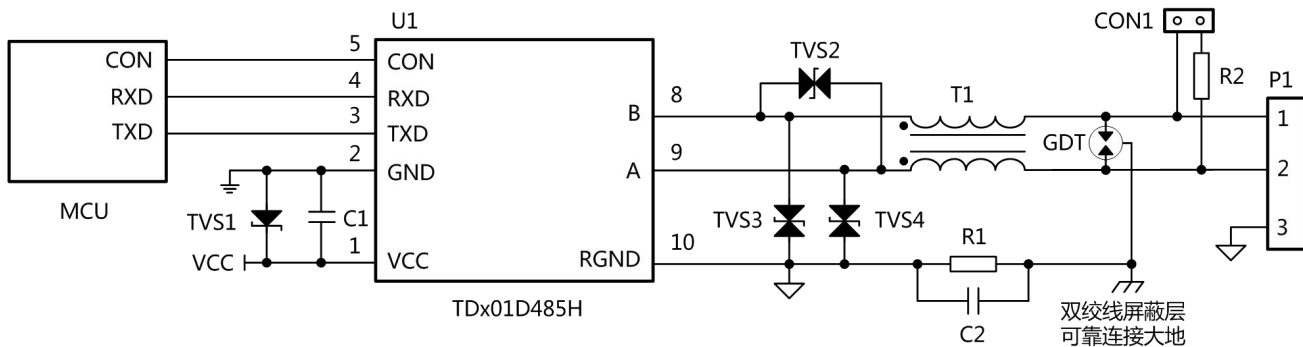 U1
CON1
CON
5
CON
TVS2
R2
P1
RXD
4
RXD
8
T1
TXD
3
TXD
B
1
2
GND
9
A
GDT
2
MCU
TVS1
C1
TVS3
TVS4
3
VCC
1
VCC
RGND
10
R1
TDx01D485H
C2
双绞线屏蔽层
可靠连接大地